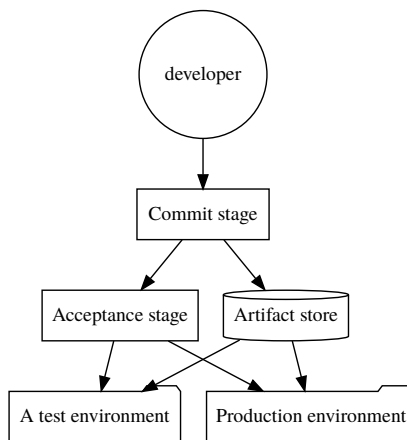 developer
Commit stage
Acceptance stage
Artifact store
A test environment
Production environment